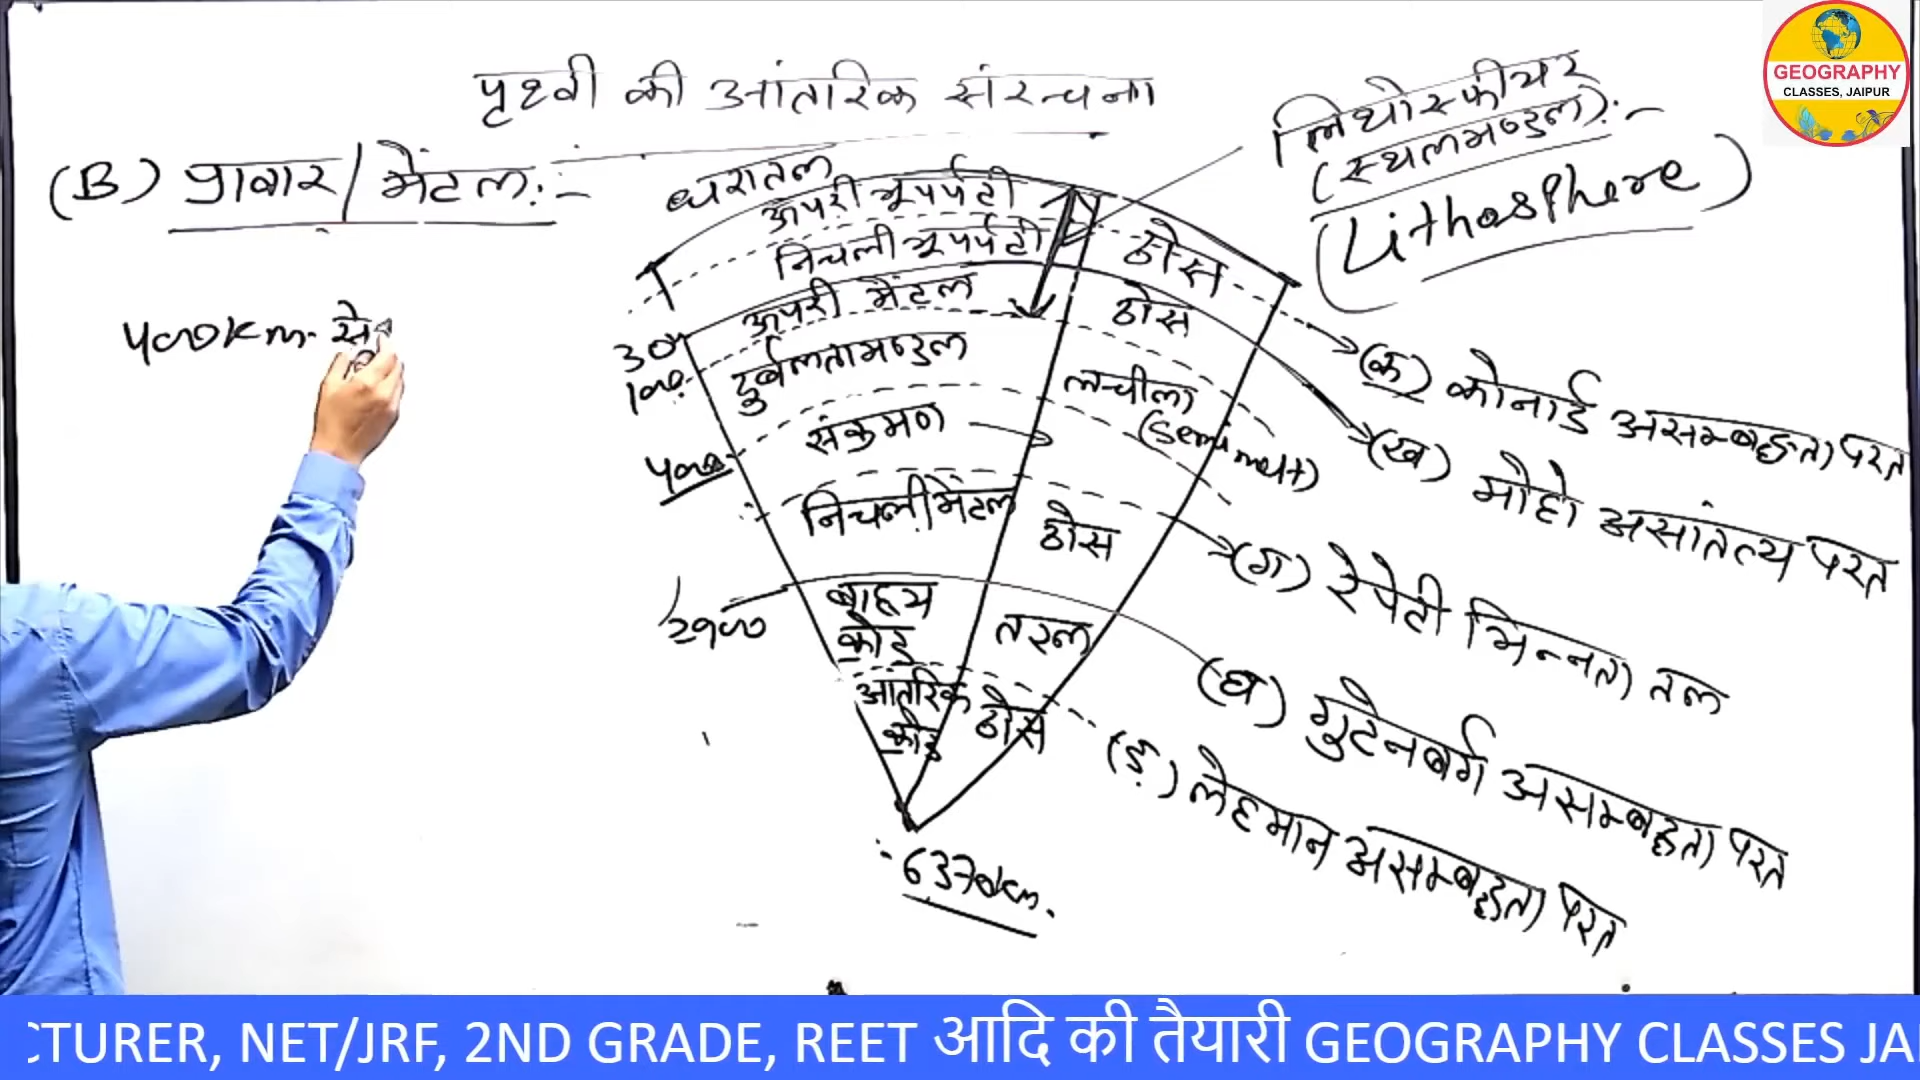 पृथ्वी की आंतरिक संरचना
(B) प्रावार/मेंटल:-
लिथोस्फीयर
(स्थलमण्डल):-
(Lithosphere)
धरातल
ऊपरी भूपर्पटी
निचली भूपर्पटी
ठोस
ऊपरी मेंटल
ठोस
400km. से
30
100
दुर्बलतामण्डल
लचीला
(Semi melt)
400
संक्रमण
निचली मेंटल
ठोस
2900
बाह्य
कोड
तरल
आंतरिक
कोड
ठोस
6370km.
(क) कोनार्ड असम्बद्धता परत
(ख) मोहो असांतत्य परत
(ग) रेपेटी भिन्नता तल
(घ) गुटेनबर्ग असम्बद्धता परत
(ड़) लेहमान असम्बद्धता परत
GEOGRAPHY
CLASSES, JAIPUR
CTURER, NET/JRF, 2ND GRADE, REET आदि की तैयारी GEOGRAPHY CLASSES JA